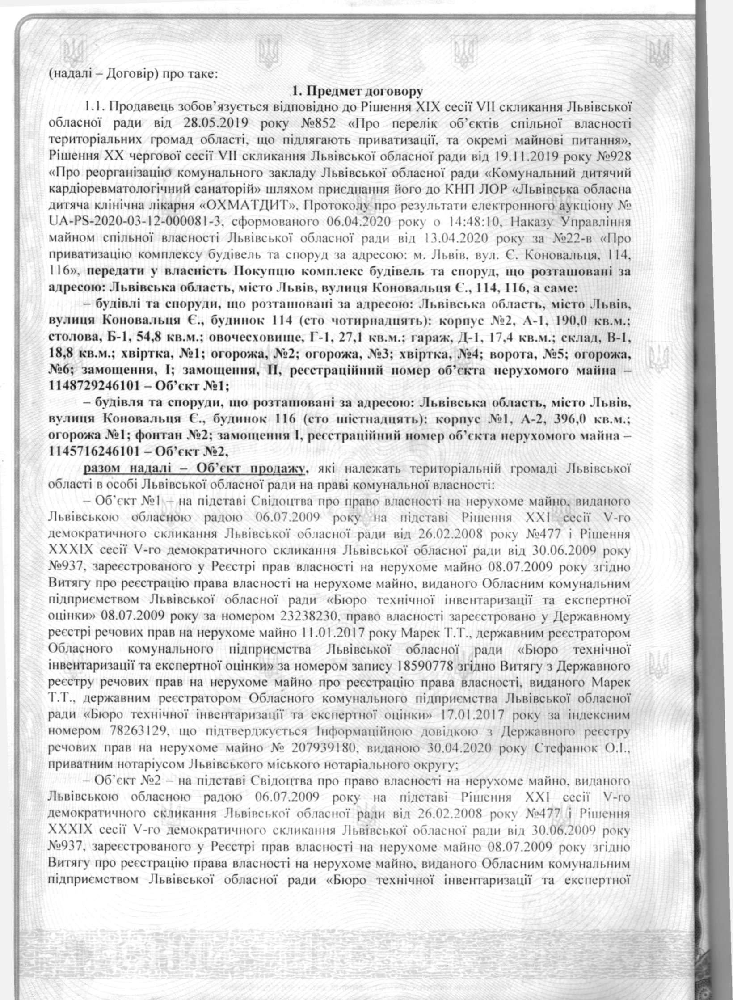 (надалі – Договір) про таке:
1. Предмет договору
1.1. Продавець зобов’язується відповідно до Рішення XIX сесії VII скликання Львівської
обласної ради від 28.05.2019 року №852 «Про перелік об’єктів спільної власності
територіальних громад області, що підлягають приватизації, та окремі майнові питання»,
Рішення XX чергової сесії VII скликання Львівської обласної ради від 19.11.2019 року №928
«Про реорганізацію комунального закладу Львівської обласної ради «Комунальний дитячий
кардіоревматологічний санаторій» шляхом приєднання його до КНП ЛОР «Львівська обласна
дитяча клінічна лікарня «ОХМАТДИТ», Протоколу про результати електронного аукціону №
UA-PS-2020-03-12-000081-3, сформованого 06.04.2020 року о 14:48:10, Наказу Управління
майном спільної власності Львівської обласної ради від 13.04.2020 року за №22-в «Про
приватизацію комплексу будівель та споруд за адресою: м. Львів, вул. Є. Коновальця, 114,
116», передати у власність Покупцю комплекс будівель та споруд, що розташовані за
адресою: Львівська область, місто Львів, вулиця Коновальця Є., 114, 116, а саме:
– будівлі та споруди, що розташовані за адресою: Львівська область, місто Львів,
вулиця Коновальця Є., будинок 114 (сто чотирнадцять): корпус №2, А-1, 190,0 кв.м.;
столова, Б-1, 54,8 кв.м.; овочесховище, Г-1, 27,1 кв.м.; гараж, Д-1, 17,4 кв.м.; склад, В-1,
18,8 кв.м.; хвіртка, №1; огорожа, №2; огорожа, №3; хвіртка, №4; ворота, №5; огорожа,
№6; замощення, І; замощення, ІІ, реєстраційний номер об’єкта нерухомого майна –
1148729246101 – Об’єкт №1;
– будівля та споруди, що розташовані за адресою: Львівська область, місто Львів,
вулиця Коновальця Є., будинок 116 (сто шістнадцять): корпус №1, А-2, 396,0 кв.м.;
огорожа №1; фонтан №2; замощення І, реєстраційний номер об’єкта нерухомого майна –
1145716246101 – Об’єкт №2,
разом надалі – Об’єкт продажу, які належать територіальній громаді Львівської
області в особі Львівської обласної ради на праві комунальної власності:
– Об’єкт №1 – на підставі Свідоцтва про право власності на нерухоме майно, виданого
Львівською обласною радою 06.07.2009 року на підставі Рішення XXI сесії V-го
демократичного скликання Львівської обласної ради від 26.02.2008 року №477 і Рішення
XXXIX сесії V-го демократичного скликання Львівської обласної ради від 30.06.2009 року
№937, зареєстрованого у Реєстрі прав власності на нерухоме майно 08.07.2009 року згідно
Витягу про реєстрацію права власності на нерухоме майно, виданого Обласним комунальним
підприємством Львівської обласної ради «Бюро технічної інвентаризації та експертної
оцінки» 08.07.2009 року за номером 23238230, право власності зареєстровано у Державному
реєстрі речових прав на нерухоме майно 11.01.2017 року Марек Т.Т., державним реєстратором
Обласного комунального підприємства Львівської обласної ради «Бюро технічної
інвентаризації та експертної оцінки» за номером запису 18590778 згідно Витягу з Державного
реєстру речових прав на нерухоме майно про реєстрацію права власності, виданого Марек
Т.Т., державним реєстратором Обласного комунального підприємства Львівської обласної
ради «Бюро технічної інвентаризації та експертної оцінки» 17.01.2017 року за індексним
номером 78263129, що підтверджується Інформаційною довідкою з Державного реєстру
речових прав на нерухоме майно № 207939180, виданою 30.04.2020 року Стефанюк О.І.,
приватним нотаріусом Львівського міського нотаріального округу;
– Об’єкт №2 – на підставі Свідоцтва про право власності на нерухоме майно, виданого
Львівською обласною радою 06.07.2009 року на підставі Рішення XXI сесії V-го
демократичного скликання Львівської обласної ради від 26.02.2008 року №477 і Рішення
XXXIX сесії V-го демократичного скликання Львівської обласної ради від 30.06.2009 року
№937, зареєстрованого у Реєстрі прав власності на нерухоме майно 08.07.2009 року згідно
Витягу про реєстрацію права власності на нерухоме майно, виданого Обласним комунальним
підприємством Львівської обласної ради «Бюро технічної інвентаризації та експертної